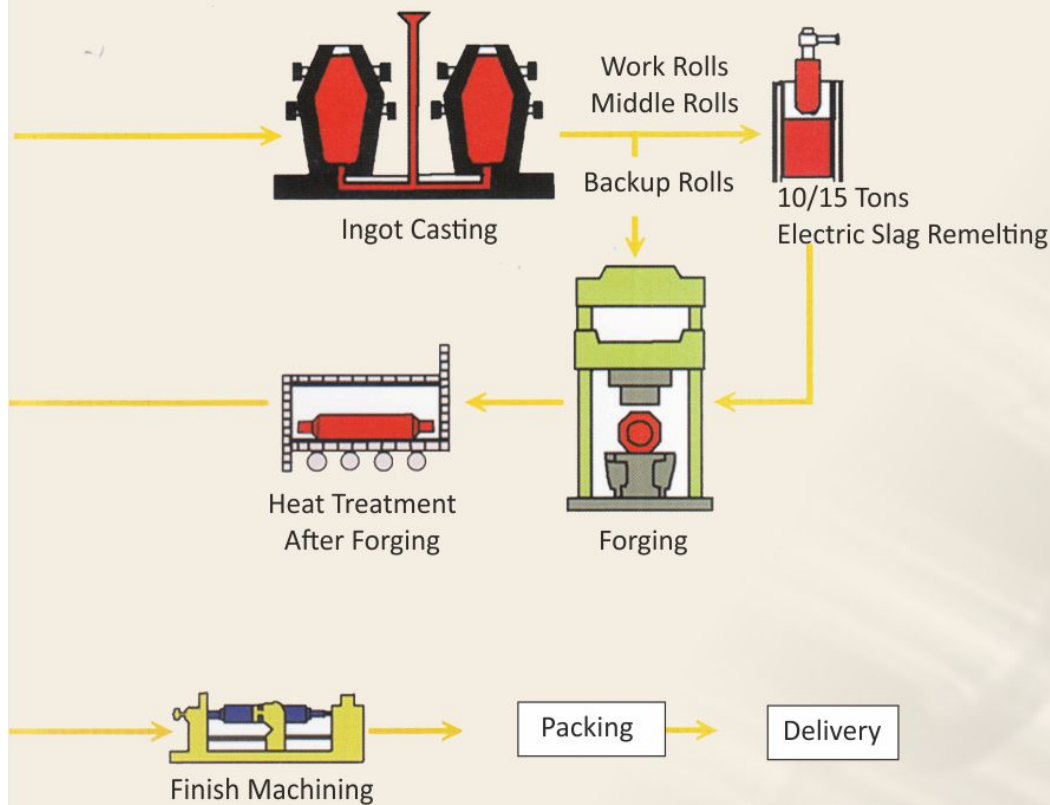 Work Rolls
Middle Rolls
Backup Rolls
Ingot Casting
10/15 Tons
Electric Slag Remelting
Heat Treatment
After Forging
Forging
Finish Machining
Packing
Delivery